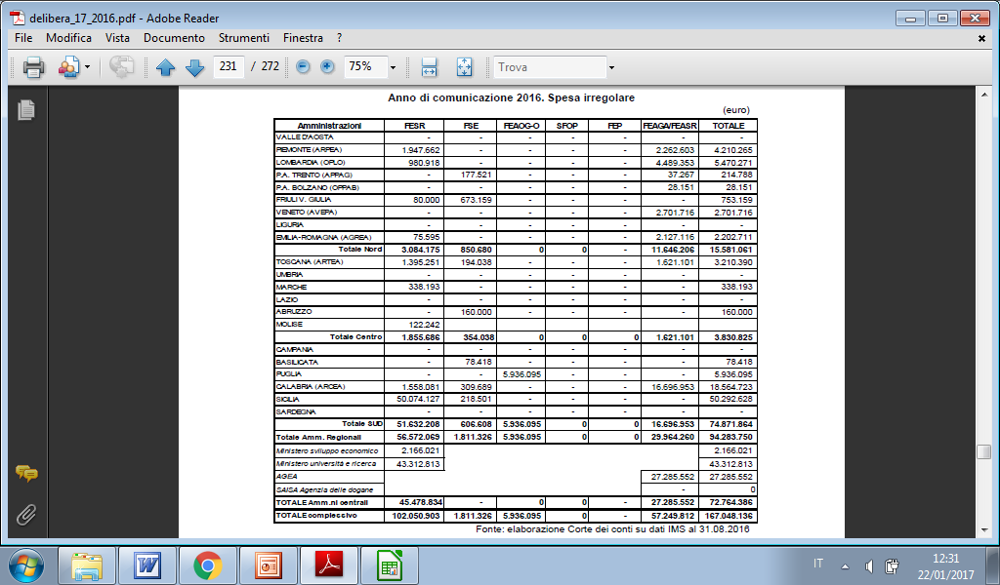 delibera_17_2016.pdf - Adobe Reader
File Modifica Vista Documento Strumenti Finestra ?
231 / 272 75% Trova
Anno di comunicazione 2016. Spesa irregolare
(euro)
Amministrazioni FESR FSE FEAOG-O SFOP FEP FEAGA/FEASR TOTALE
VALLE D'AOSTA - - - - - - -
PIEMONTE (ARPEA) 1.947.662 - - - - 2.262.603 4.210.265
LOMBARDIA (OPLO) 980.918 - - - - 4.489.353 5.470.271
P.A. TRENTO (APPAG) - 177.521 - - - 37.267 214.788
P.A. BOLZANO (OPPAB) - - - - - 28.151 28.151
FRIULI V. GIULIA 80.000 673.159 - - - - 753.159
VENETO (AVEPA) - - - - - 2.701.716 2.701.716
LIGURIA - - - - - - -
EMILIA-ROMAGNA (AGREA) 75.595 - - - - 2.127.116 2.202.711
Totale Nord 3.084.175 850.680 0 0 - 11.646.206 15.581.061
TOSCANA (ARTEA) 1.395.251 194.038 - - - 1.621.101 3.210.390
UMBRIA - - - - - - -
MARCHE 338.193 - - - - - 338.193
LAZIO - - - - - - -
ABRUZZO - 160.000 - - - - 160.000
MOLISE 122.242
Totale Centro 1.855.686 354.038 0 0 0 1.621.101 3.830.825
CAMPANIA - - - - - - -
BASILICATA - 78.418 - - - - 78.418
PUGLIA - - 5.936.095 - - - 5.936.095
CALABRIA (ARCEA) 1.558.081 309.689 - - - 16.696.953 18.564.723
SICILIA 50.074.127 218.501 - - - - 50.292.628
SARDEGNA - - - - - - -
Totale SUD 51.632.208 606.608 5.936.095 0 0 16.696.953 74.871.864
Totale Amm. Regionali 56.572.069 1.811.326 5.936.095 0 0 29.964.260 94.283.750
Ministero sviluppo economico 2.166.021 2.166.021
Ministero università e ricerca 43.312.813 43.312.813
AGEA 27.285.552 27.285.552
SAISA Agenzia delle dogane - 0
TOTALE Amm.ni centrali 45.478.834 - 0 0 - 27.285.552 72.764.386
TOTALE complessivo 102.050.903 1.811.326 5.936.095 0 - 57.249.812 167.048.136
Fonte: elaborazione Corte dei conti su dati IMS al 31.08.2016
IT 12:31
22/01/2017